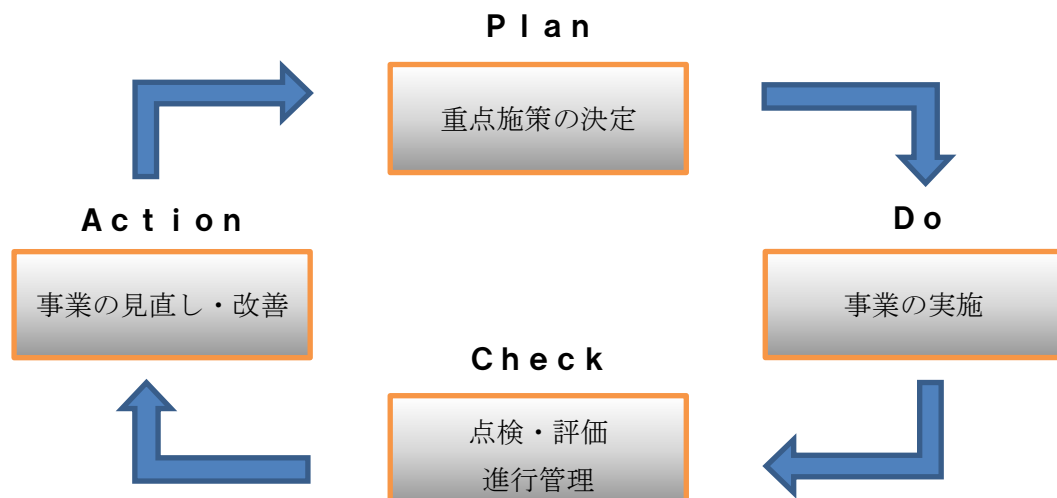 Plan
重点施策の決定
Action
Do
事業の見直し・改善
事業の実施
Check
点検・評価
進行管理